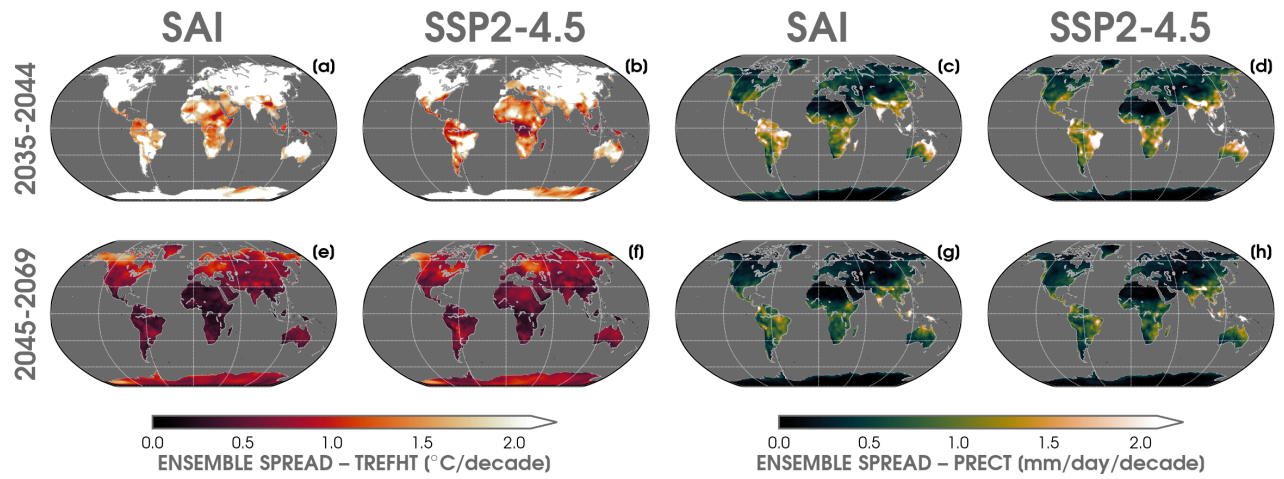 SAI SSP2-4.5 SAI SSP2-4.5
2035-2044
(a) (b) (c) (d)
2045-2069
(e) (f) (g) (h)
0.0 0.5 1.0 1.5 2.0
ENSEMBLE SPREAD – TREFHT (°C/decade)
0.0 0.5 1.0 1.5 2.0
ENSEMBLE SPREAD – PRECT (mm/day/decade)